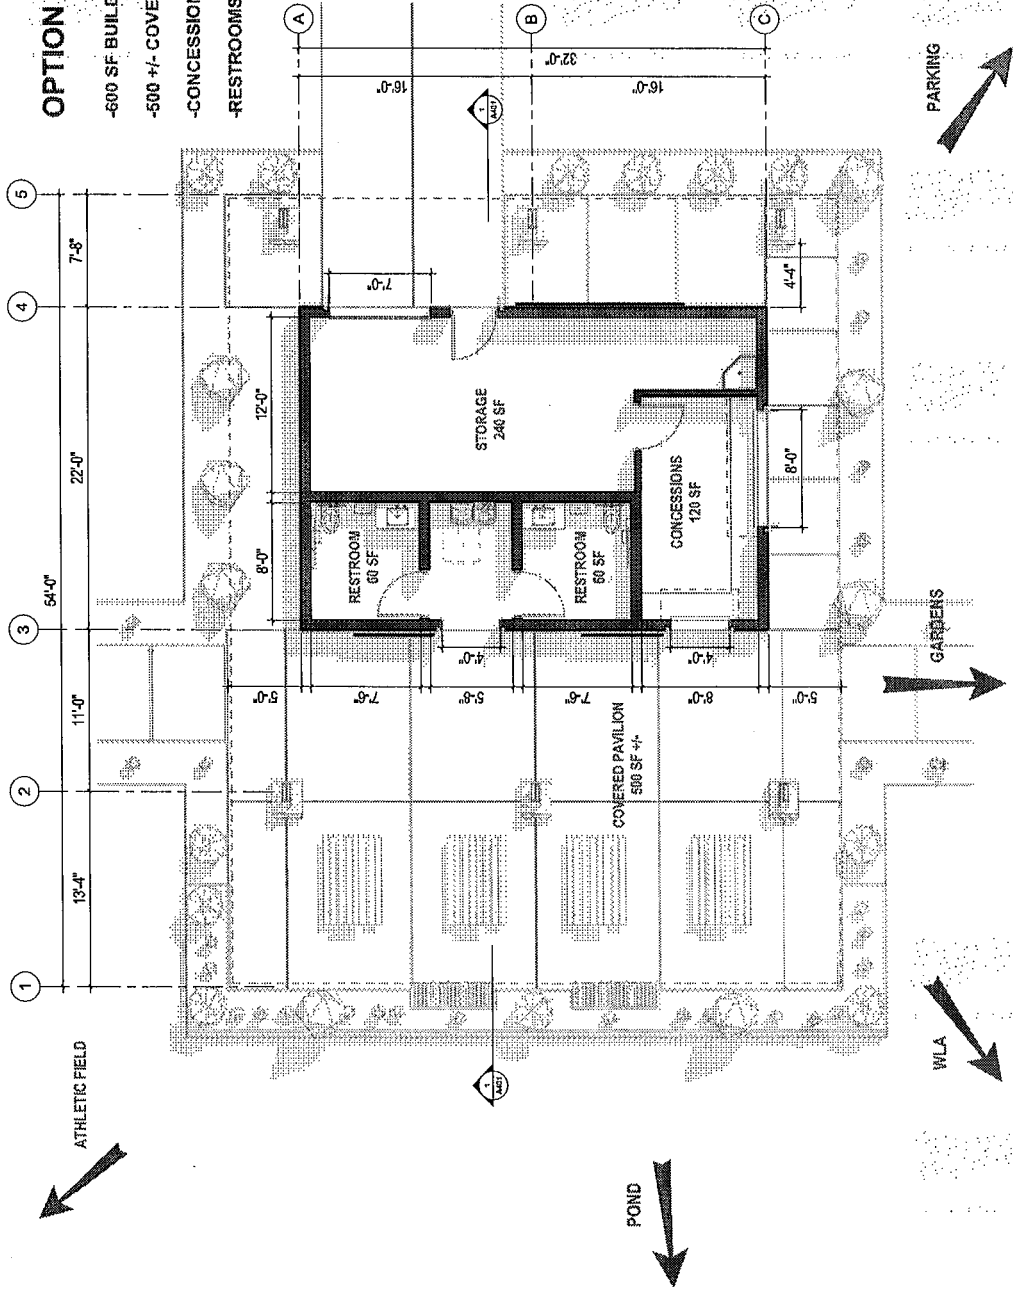 OPTION
-600 SF BUILD
-500 +/- COVE
-CONCESSION
-RESTROOMS
ATHLETIC FIELD
1
2
3
4
5
54'-0"
13'-4"
11'-0"
22'-0"
7'-8"
A
B
C
32'-0"
16'-0"
16'-0"
1
A401
1
A401
8'-0"
12'-0"
7'-0"
RESTROOM
60 SF
STORAGE
240 SF
RESTROOM
60 SF
CONCESSIONS
120 SF
COVERED PAVILION
500 SF +/-
5'-0"
7'-6"
5'-8"
7'-6"
8'-0"
5'-0"
4'-0"
4'-0"
8'-0"
4'-4"
POND
WLA
GARDENS
PARKING